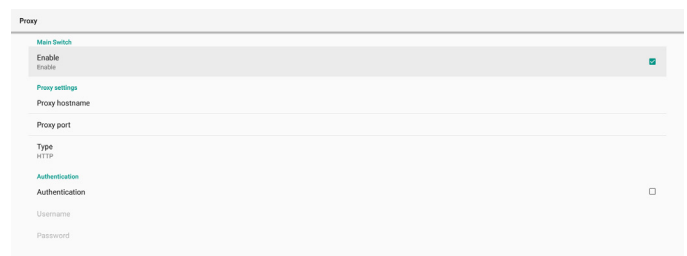 Proxy
Main Switch
Enable
Enable
Proxy settings
Proxy hostname
Proxy port
Type
HTTP
Authentication
Authentication
Username
Password